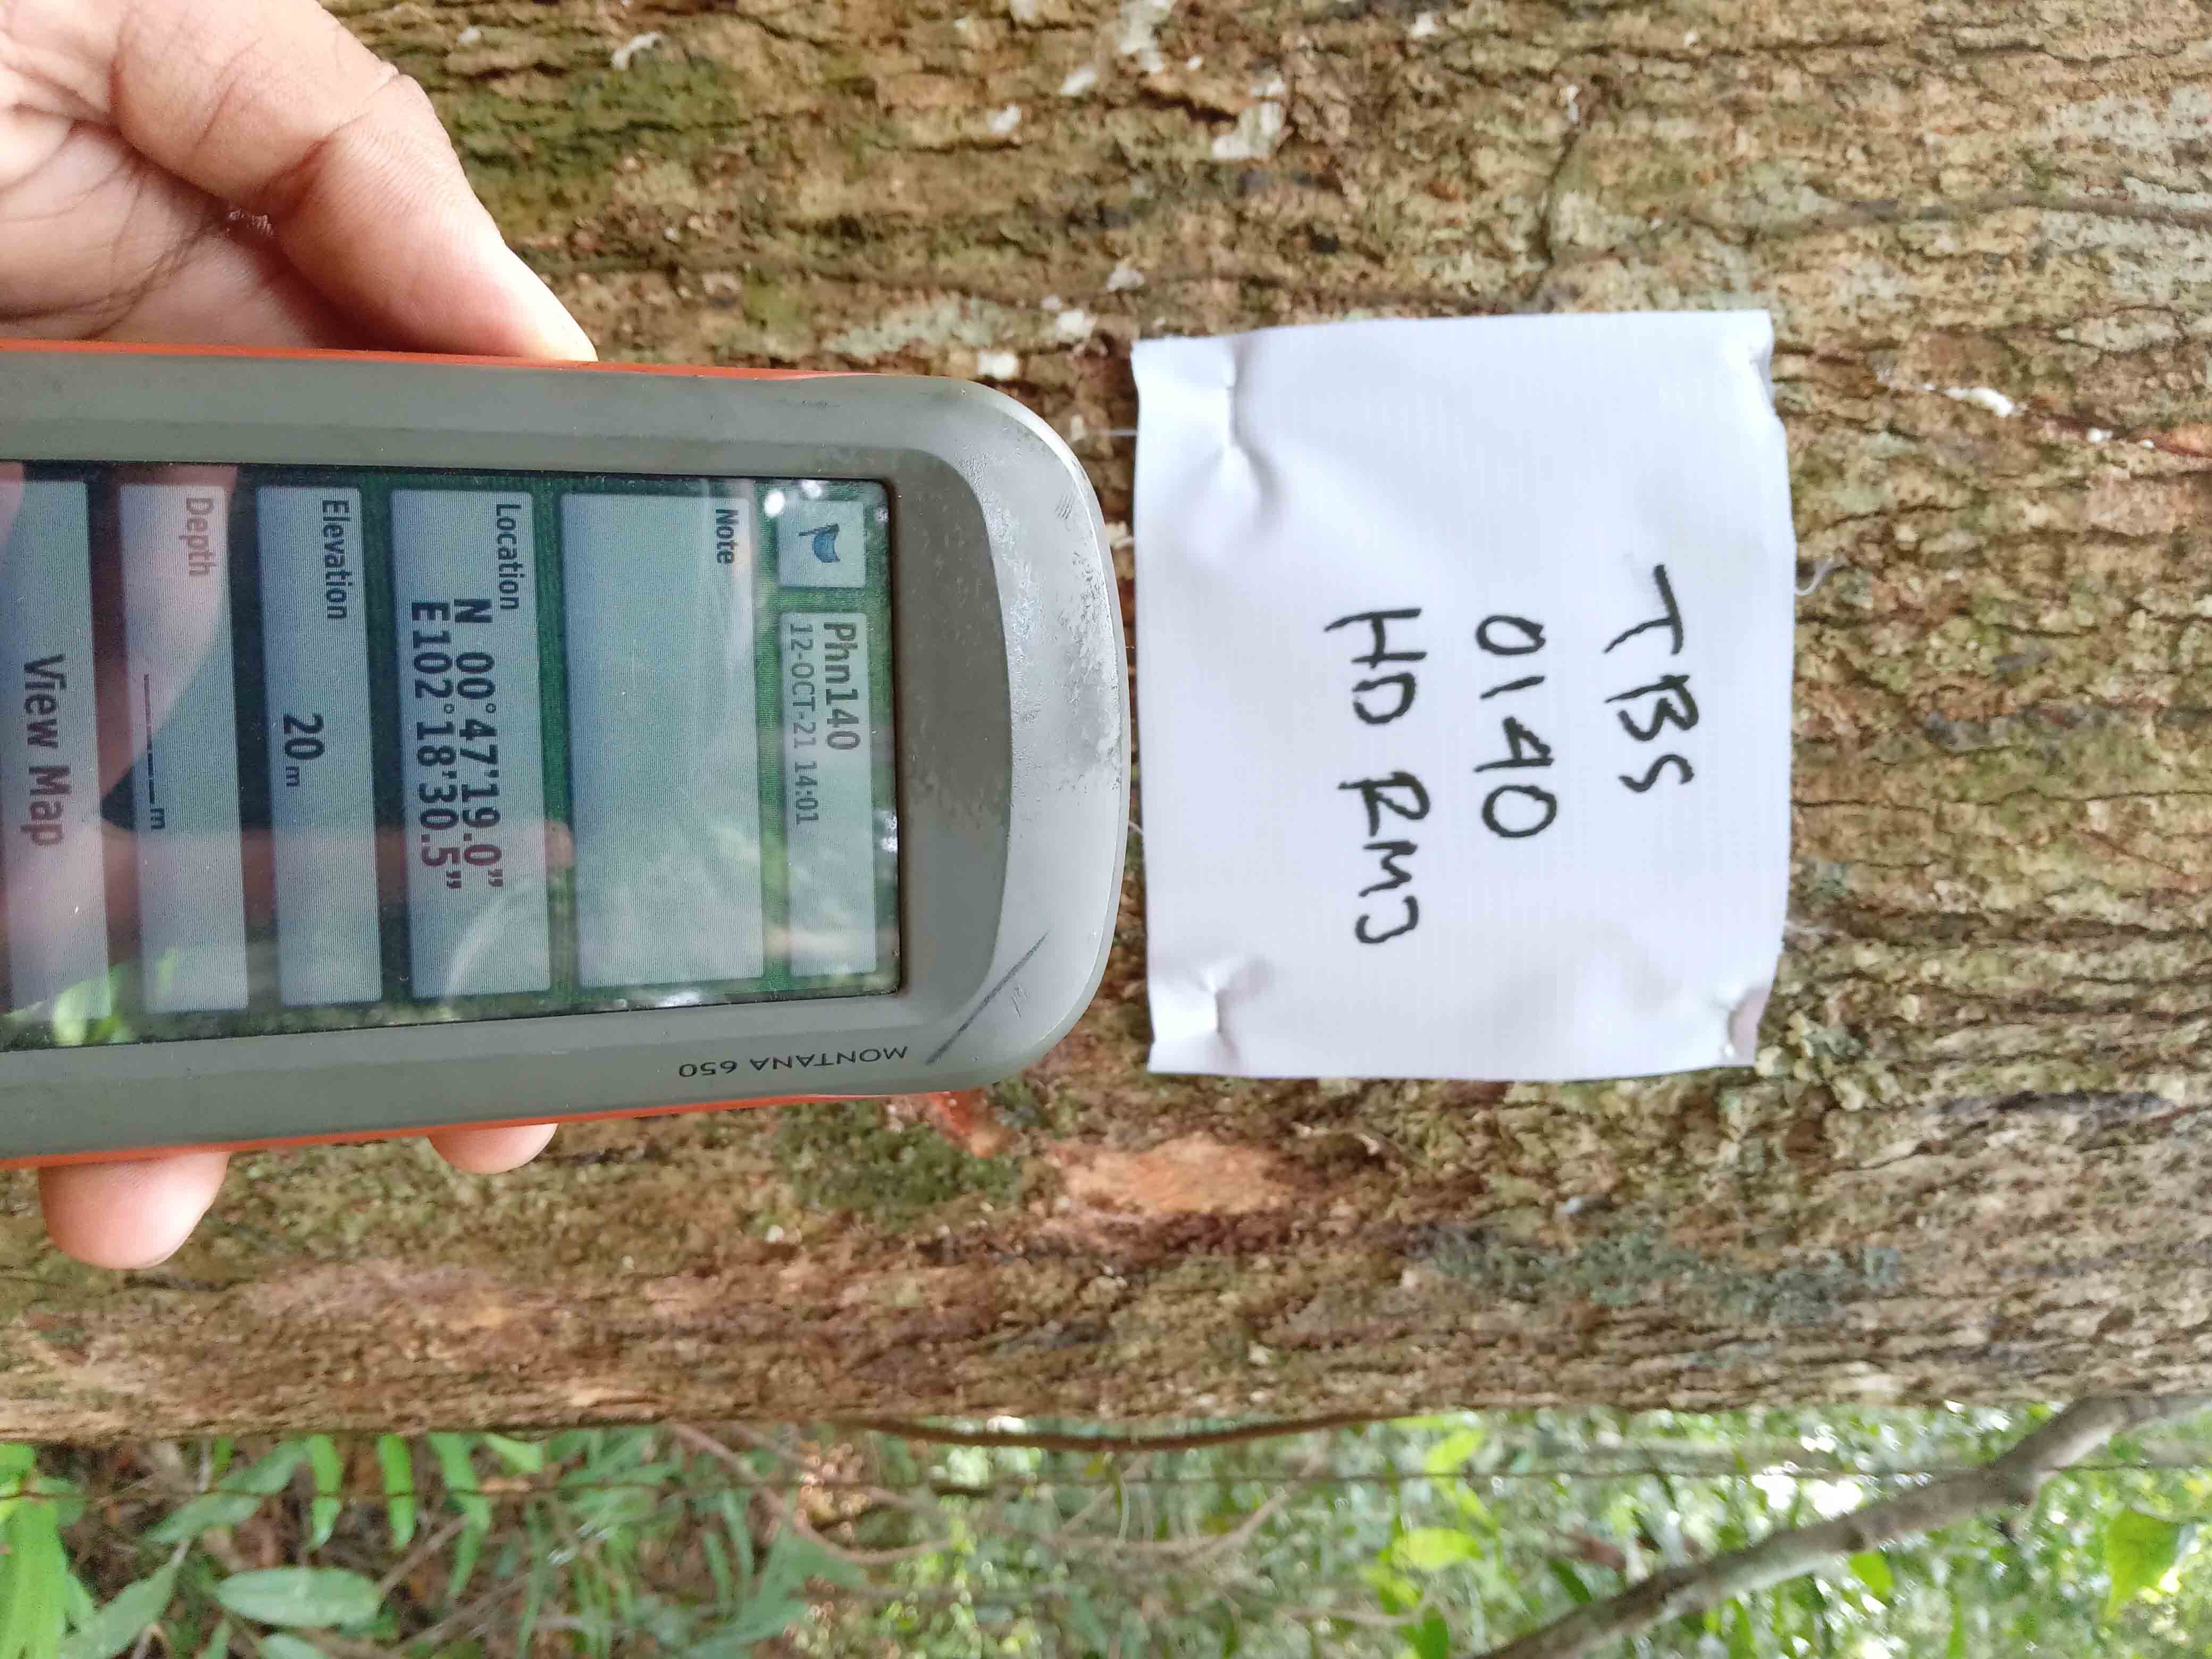 TBS
0140
HD RMJ
MONTANA 650
Phn140
12-OCT-21 14:01
Note
Location
N 00°47'19.0"
E102°18'30.5"
Elevation
20m
Depth
_____m
View Map